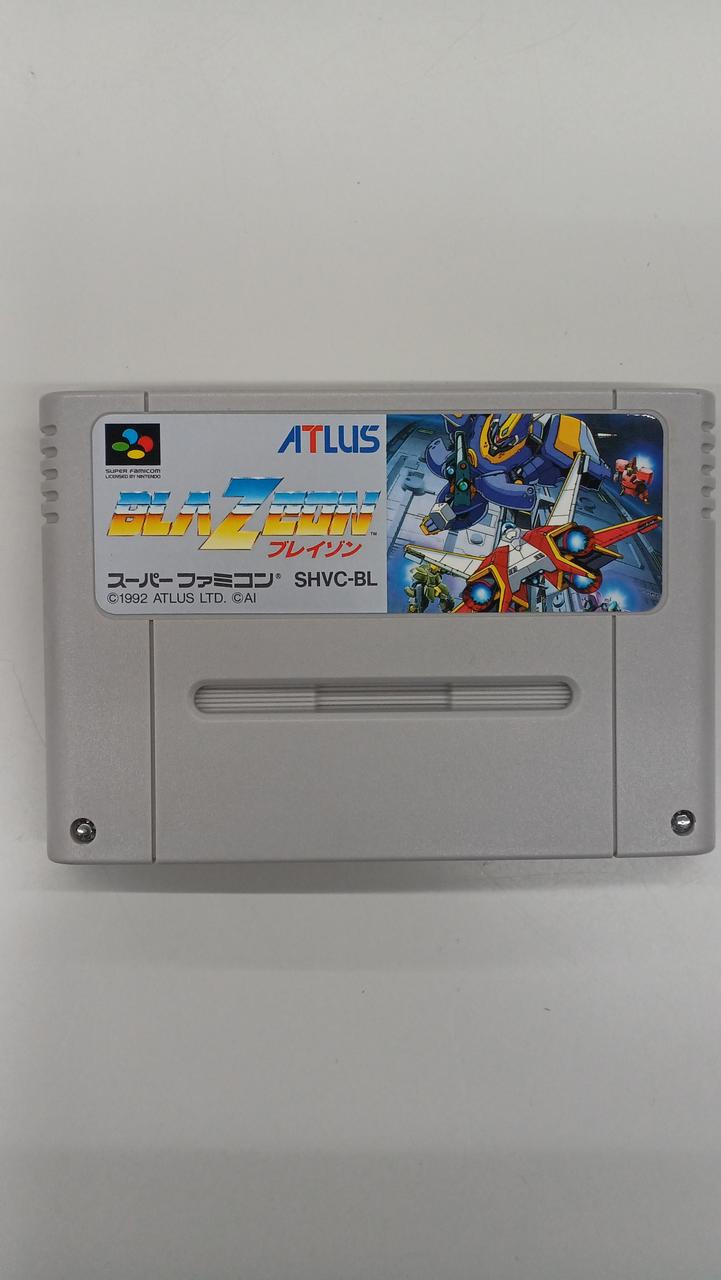 SUPER FAMICOM
LICENSED BY NINTENDO
ATLUS
BLAZEON™
ブレイゾン
スーパー ファミコン® SHVC-BL
©1992 ATLUS LTD. ©AI